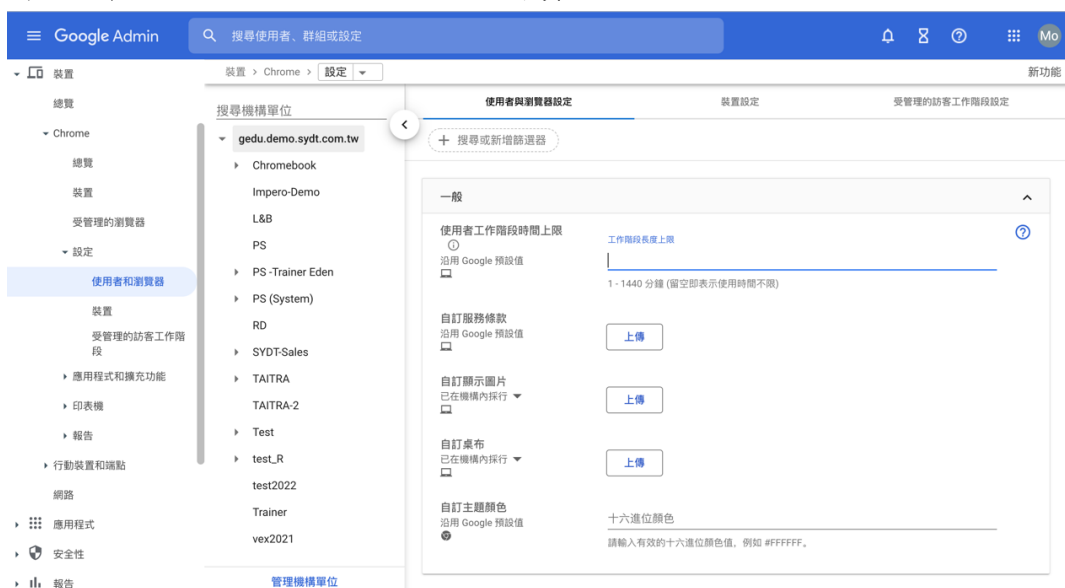 Google Admin
搜尋使用者、群組或設定
Mo
裝置
總覽
Chrome
總覽
裝置
受管理的瀏覽器
設定
使用者和瀏覽器
裝置
受管理的訪客工作階
段
應用程式和擴充功能
印表機
報告
行動裝置和端點
網路
應用程式
安全性
報告
裝置 > Chrome > 設定
新功能
搜尋機構單位
gedu.demo.sydt.com.tw
Chromebook
Impero-Demo
L&B
PS
PS -Trainer Eden
PS (System)
RD
SYDT-Sales
TAITRA
TAITRA-2
Test
test_R
test2022
Trainer
vex2021
管理機構單位
使用者與瀏覽器設定
裝置設定
受管理的訪客工作階段設定
+ 搜尋或新增篩選器
一般
使用者工作階段時間上限
沿用 Google 預設值
工作階段長度上限
1 - 1440 分鐘 (留空即表示使用時間不限)
自訂服務條款
沿用 Google 預設值
上傳
自訂顯示圖片
已在機構內採行
上傳
自訂桌布
已在機構內採行
上傳
自訂主題顏色
沿用 Google 預設值
十六進位顏色
請輸入有效的十六進位顏色值，例如 #FFFFFF。